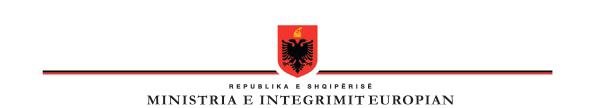 REPUBLIKA E SHQIPËRISË
MINISTRIA E INTEGRIMIT EUROPIAN